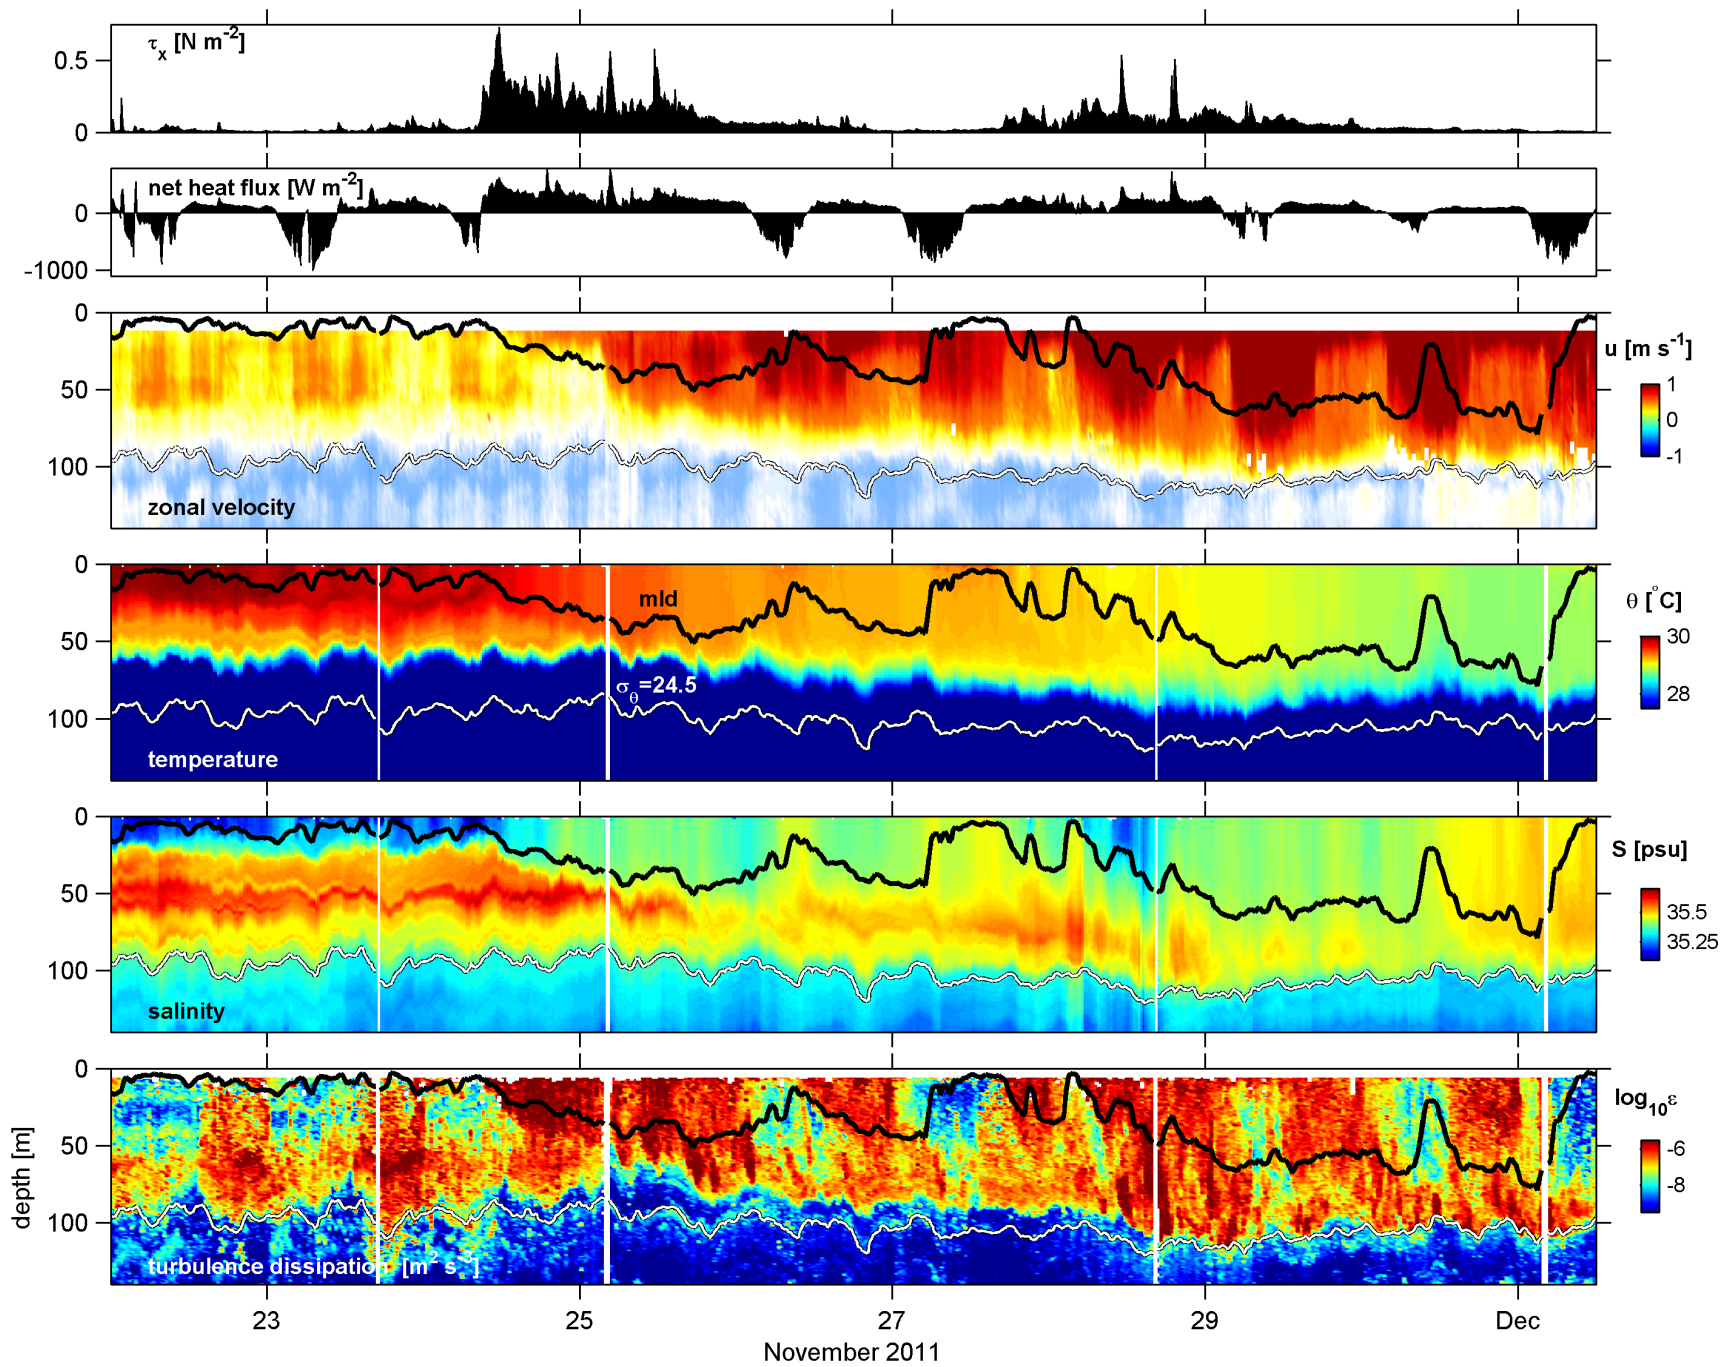 τx [N m-2]
0.5
0
net heat flux [W m-2]
0
-1000
0
50
100
zonal velocity
u [m s-1]
1
0
-1
0
50
100
mld
σθ=24.5
temperature
θ [°C]
30
28
0
50
100
salinity
S [psu]
35.5
35.25
0
50
100
depth [m]
turbulence dissipation [m2 s-3]
log10ε
-6
-8
23 25 27 29 Dec
November 2011